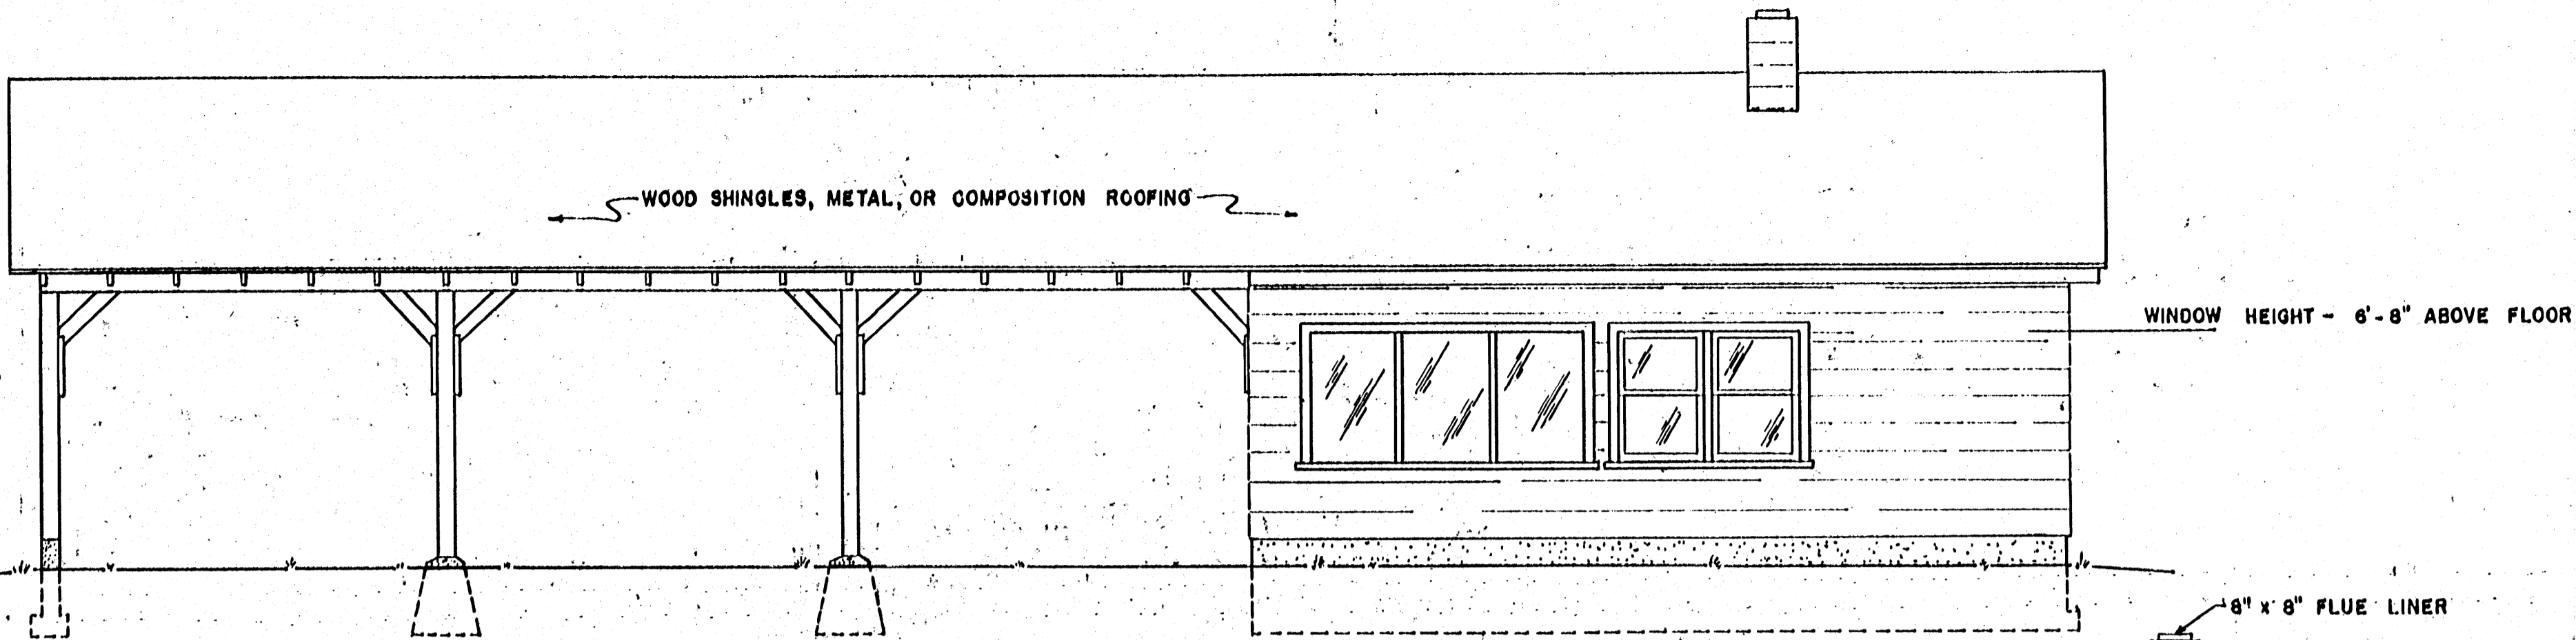 WOOD SHINGLES, METAL, OR COMPOSITION ROOFING
WINDOW HEIGHT - 6'-8" ABOVE FLOOR
8" x 8" FLUE LINER